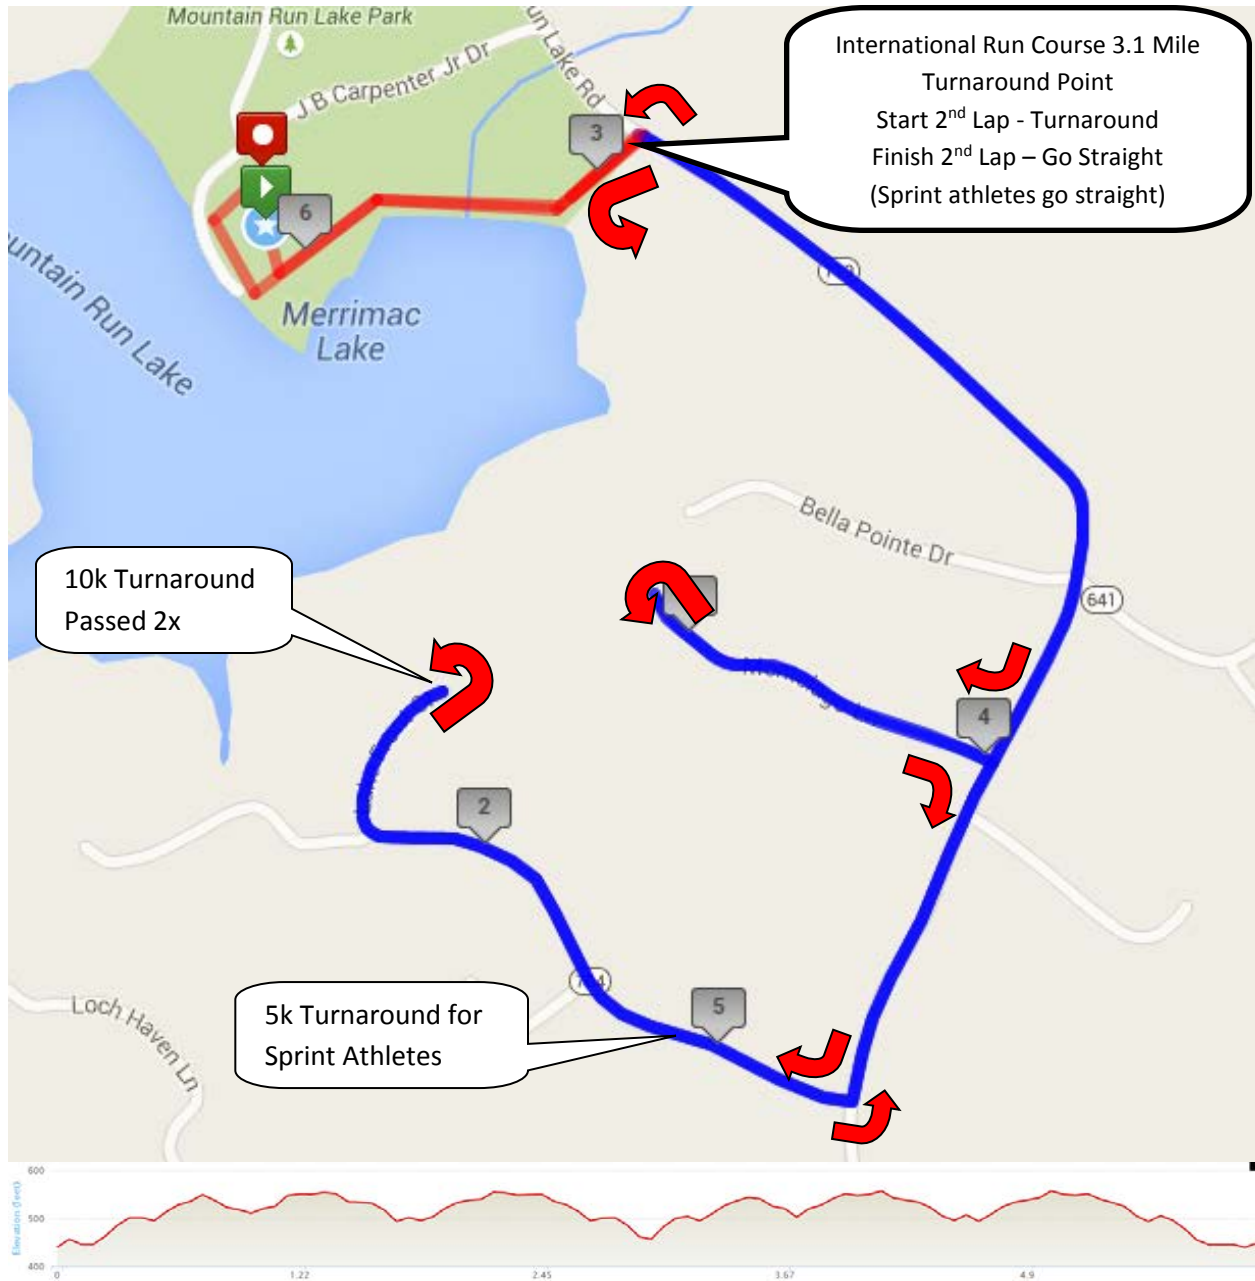 Mountain Run Lake Park
J B Carpenter Jr Dr
un Lake Rd
International Run Course 3.1 Mile
Turnaround Point
Start 2nd Lap - Turnaround
Finish 2nd Lap – Go Straight
(Sprint athletes go straight)
3
6
untain Run Lake
Merrimac
Lake
Bella Pointe Dr
641
10k Turnaround
Passed 2x
4
2
5
5k Turnaround for
Sprint Athletes
Loch Haven Ln
Elevation (feet)
600
500
400
0
1.22
2.45
3.67
4.9